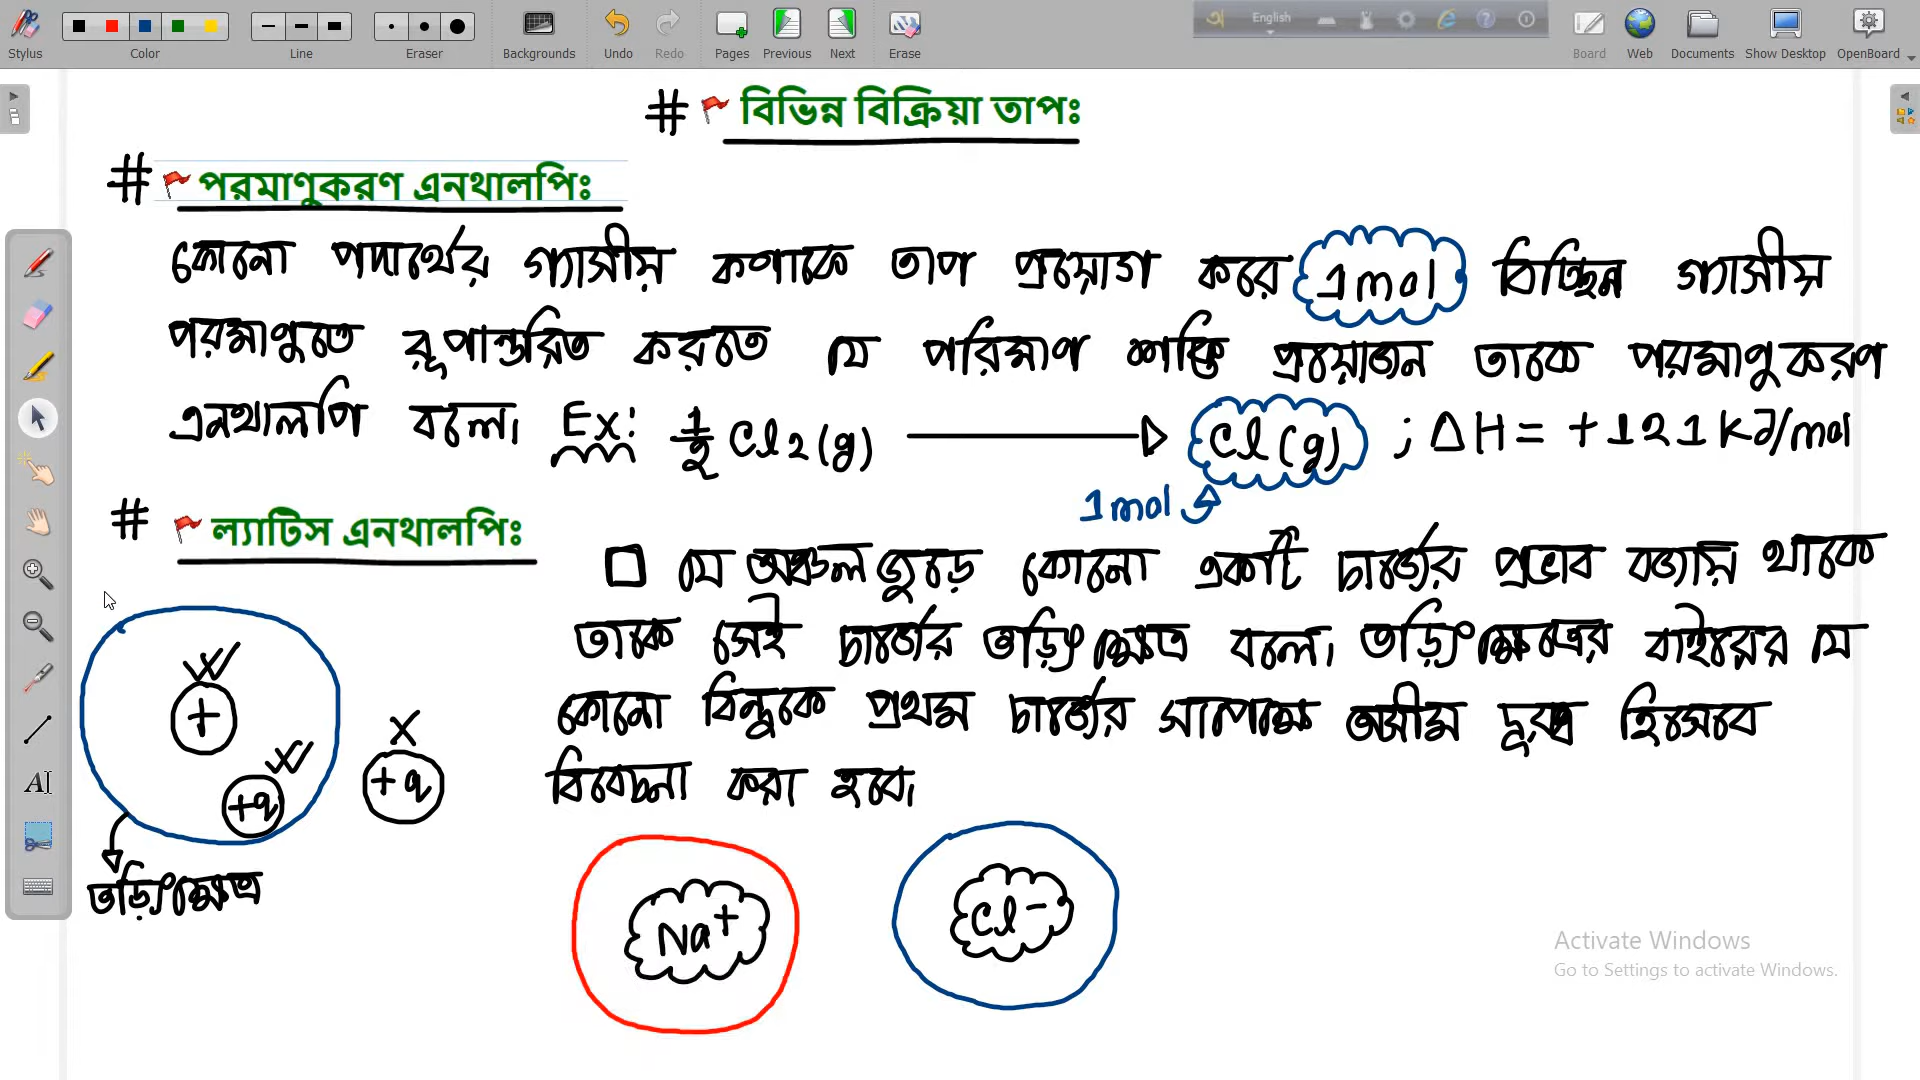 Stylus Color Line Eraser Backgrounds Undo Redo Pages Previous Next Erase English Board Web Documents Show Desktop OpenBoard
# বিভিন্ন বিক্রিয়া তাপঃ
# পরমাণুকরণ এনথালপিঃ
কোনো পদার্থের গ্যাসীয় কণাকে তাপ প্রয়োগ করে 1mol বিচ্ছিন্ন গ্যাসীয়
পরমাণুতে রূপান্তরিত করতে যে পরিমাণ শক্তি প্রয়োজন তাকে পরমাণুকরণ
এনথালপি বলে। Ex: 1/2 Cl2(g) → Cl(g) ; ΔH = +121 KJ/mol
1mol
# ল্যাটিস এনথালপিঃ
□ যে অঞ্চল জুড়ে কোনো একটি চার্জের প্রভাব বজায় থাকে
তাকে সেই চার্জের তড়িৎক্ষেত্র বলে। তড়িৎক্ষেত্রের বাইরের যে
কোনো বিন্দুকে প্রথম চার্জের সাপেক্ষে অসীম দূরত্ব হিসেবে
বিবেচনা করা হবে।
+
+q
x
+q
তড়িৎক্ষেত্র
Na+
Cl-
AI
Activate Windows
Go to Settings to activate Windows.